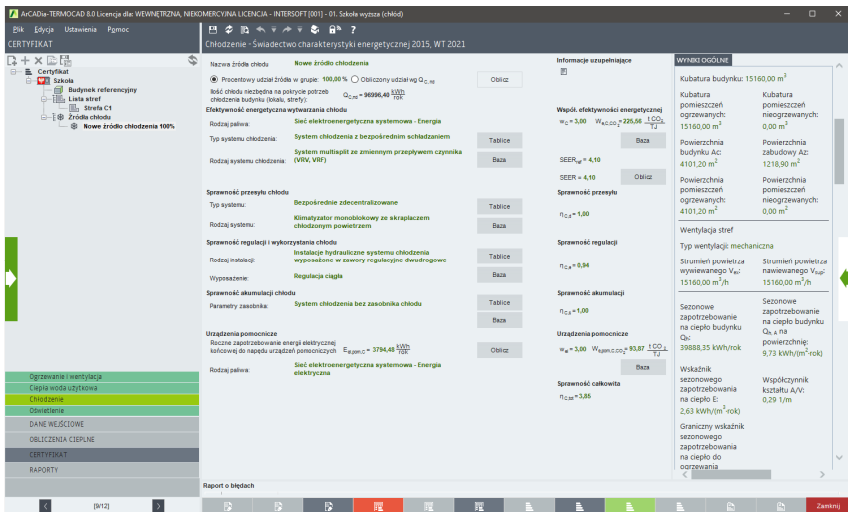 ArCADia-TERMOCAD 8.0 Licencja dla: WEWNĘTRZNA, NIEKOMERCYJNA LICENCJA - INTERSOFT [001] - 01. Szkoła wyższa (chłód)
Plik Edycja Ustawienia Pomoc
CERTYFIKAT
Chłodzenie - Świadectwo charakterystyki energetycznej 2015, WT 2021
Certyfikat
Szkoła
Budynek referencyjny
Lista stref
Strefa C1
Źródła chłodu
Nowe źródło chłodzenia 100%
Ogrzewanie i wentylacja
Ciepła woda użytkowa
Chłodzenie
Oświetlenie
DANE WEJŚCIOWE
OBLICZENIA CIEPLNE
CERTYFIKAT
RAPORTY
[9/12]
Nazwa źródła chłodu Nowe źródło chłodzenia
Informacje uzupełniające
Procentowy udział źródła w grupie: 100,00 % Obliczony udział wg Q C,ns Oblicz
Ilość chłodu niezbędna na pokrycie potrzeb
chłodzenia budynku (lokalu, strefy): Q C,ns = 96996,40 kWh/rok
Efektywność energetyczna wytwarzania chłodu Współ. efektywności energetycznej
Rodzaj paliwa: Sieć elektroenergetyczna systemowa - Energia
w C = 3,00 W e,C,CO2 = 225,56 t CO2/TJ
Typ systemu chłodzenia: System chłodzenia z bezpośrednim schładzaniem Tablice Baza
Rodzaj systemu chłodzenia: System multisplit ze zmiennym przepływem czynnika
(VRV, VRF) Baza
SEER ref = 4,10
SEER = 4,10 Oblicz
Sprawność przesyłu chłodu Sprawność przesyłu
Typ systemu: Bezpośrednie zdecentralizowane Tablice
η C,d = 1,00
Rodzaj systemu: Klimatyzator monoblokowy ze skraplaczem
chłodzonym powietrzem Baza
Sprawność regulacji i wykorzystania chłodu Sprawność regulacji
Rodzaj instalacji: Instalacje hydrauliczne systemu chłodzenia
wyposażone w zawory regulacyjne dwudrogowe Tablice
η C,e = 0,94
Wyposażenie: Regulacja ciągła Baza
Sprawność akumulacji chłodu Sprawność akumulacji
Parametry zasobnika: System chłodzenia bez zasobnika chłodu Tablice
η C,s = 1,00
Baza
Urządzenia pomocnicze Urządzenia pomocnicze
Roczne zapotrzebowanie energii elektrycznej
końcowej do napędu urządzeń pomocniczych E el,pom,C = 3794,48 kWh/rok Oblicz
w el = 3,00 W e,pom,C,CO2 = 93,87 t CO2/TJ
Rodzaj paliwa: Sieć elektroenergetyczna systemowa - Energia
elektryczna Baza
Sprawność całkowita
η C,tot = 3,85
Raport o błędach
WYNIKI OGÓLNE
Kubatura budynku: 15160,00 m³
Kubatura pomieszczeń ogrzewanych: 15160,00 m³
Kubatura pomieszczeń nieogrzewanych: 0,00 m³
Powierzchnia budynku Ac: 4101,20 m²
Powierzchnia zabudowy Az: 1218,90 m²
Powierzchnia pomieszczeń ogrzewanych: 4101,20 m²
Powierzchnia pomieszczeń nieogrzewanych: 0,00 m²
Wentylacja stref
Typ wentylacji: mechaniczna
Strumień powietrza wywiewanego V ex: 15160,00 m³/h
Strumień powietrza nawiewanego V sup: 15160,00 m³/h
Sezonowe zapotrzebowanie na ciepło budynku Q h: 39888,35 kWh/rok
Sezonowe zapotrzebowanie na ciepło budynku Q h, A na powierzchnię: 9,73 kWh/(m²·rok)
Wskaźnik sezonowego zapotrzebowania na ciepło E: 2,63 kWh/(m³·rok)
Współczynnik kształtu A/V: 0,29 1/m
Graniczny wskaźnik sezonowego zapotrzebowania na ciepło do ogrzewania
Zamknij